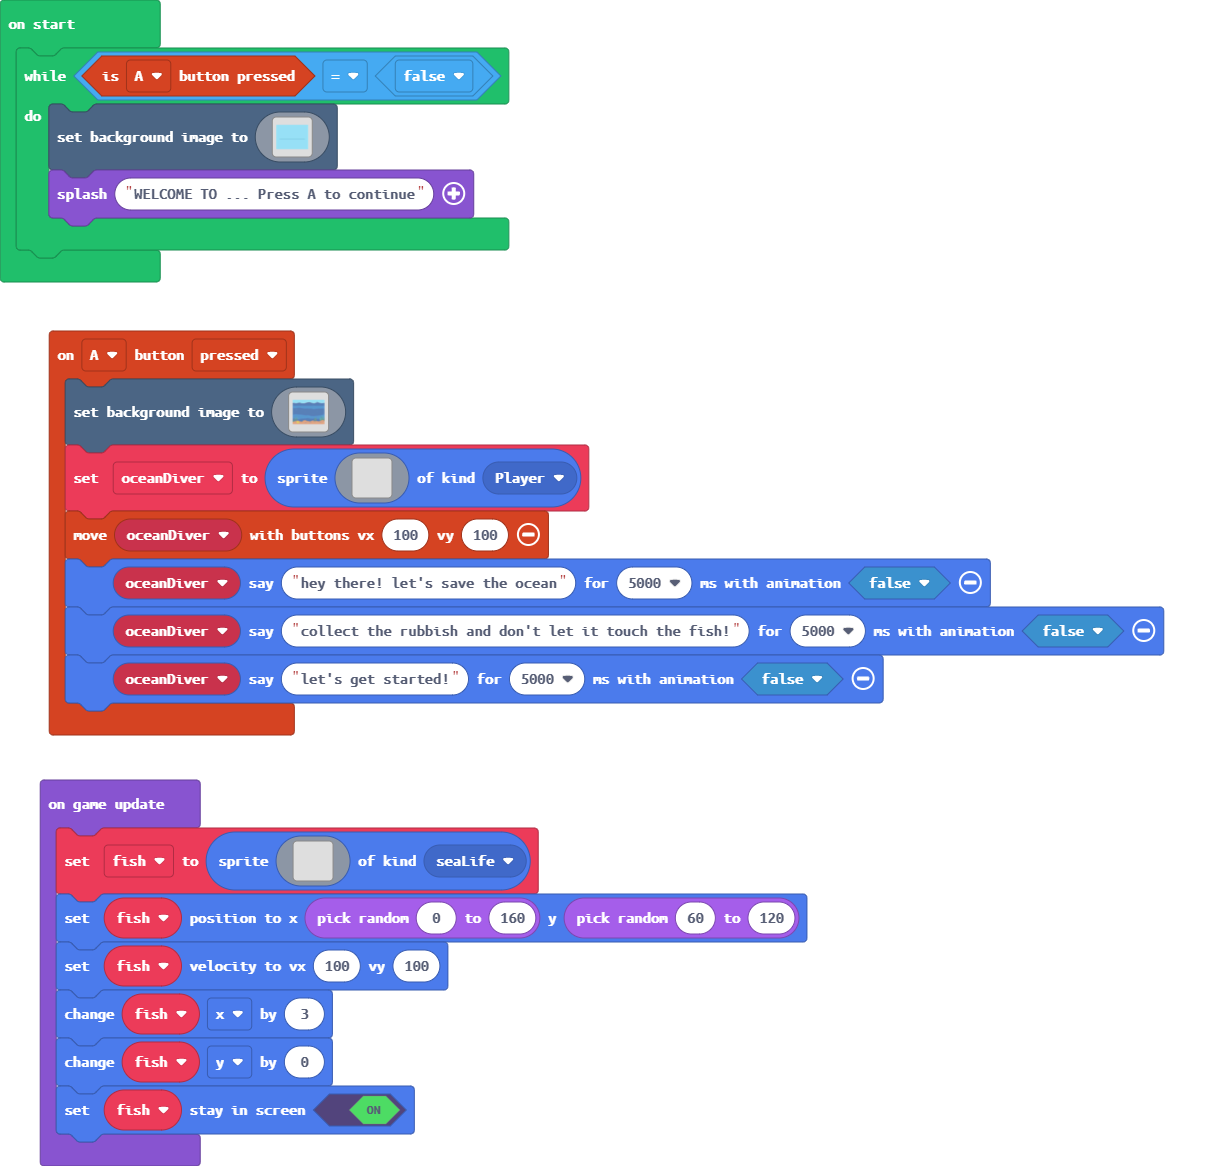 on start
while is A button pressed = false
do
set background image to
splash "WELCOME TO ... Press A to continue"
on A button pressed
set background image to
set oceanDiver to sprite of kind Player
move oceanDiver with buttons vx 100 vy 100
oceanDiver say "hey there! let's save the ocean" for 5000 ms with animation false
oceanDiver say "collect the rubbish and don't let it touch the fish!" for 5000 ms with animation false
oceanDiver say "let's get started!" for 5000 ms with animation false
on game update
set fish to sprite of kind seaLife
set fish position to x pick random 0 to 160 y pick random 60 to 120
set fish velocity to vx 100 vy 100
change fish x by 3
change fish y by 0
set fish stay in screen ON